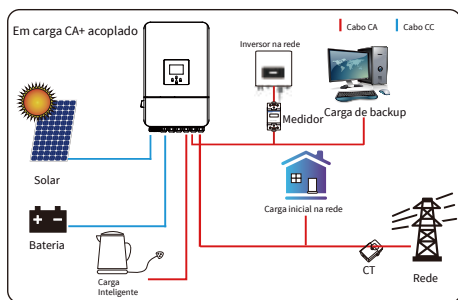 Em carga CA+ acoplado
Cabo CA
Cabo CC
Inversor na rede
Medidor
Carga de backup
Solar
Carga inicial na rede
Bateria
CT
Rede
Carga
Inteligente